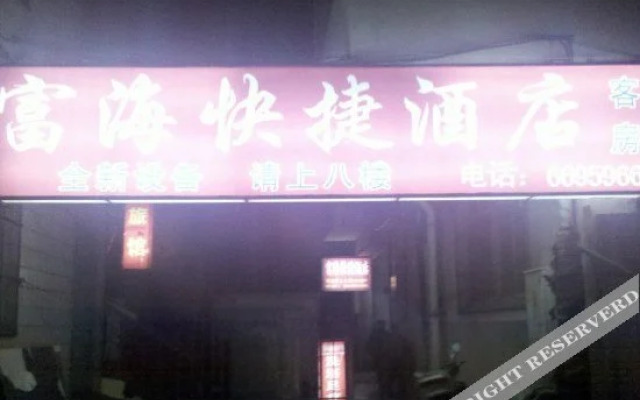 富海快捷酒店
客房
全新设备 请上八楼 电话: 6695966
旅馆
RIGHT RESERVERD